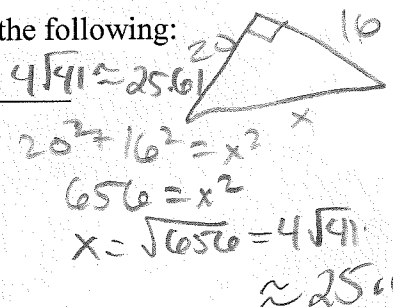 the following:
20 16
4√41 ≈ 25.61
x
20² + 16² = x²
656 = x²
x = √656 = 4√41
≈ 25.